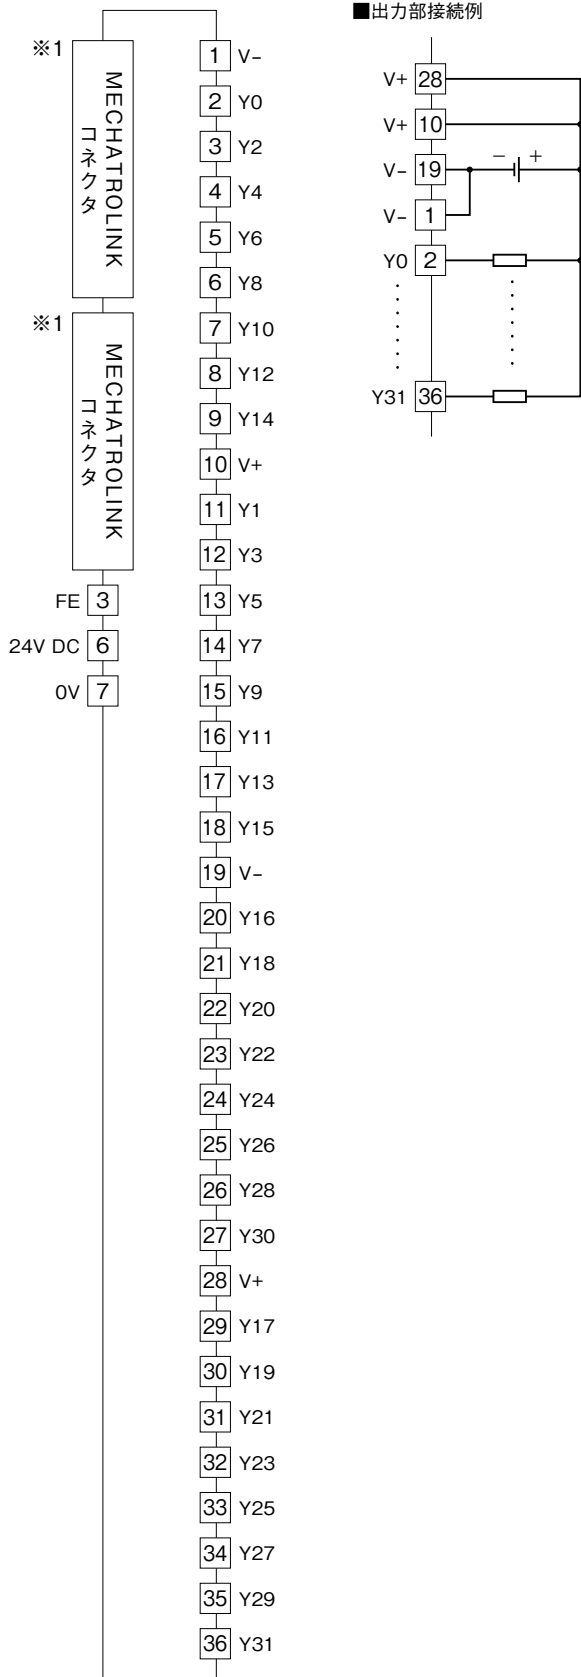 ※1
MECHATROLINK
コネクタ
※1
MECHATROLINK
コネクタ
FE 3
24V DC 6
0V 7
1 V−
2 Y0
3 Y2
4 Y4
5 Y6
6 Y8
7 Y10
8 Y12
9 Y14
10 V+
11 Y1
12 Y3
13 Y5
14 Y7
15 Y9
16 Y11
17 Y13
18 Y15
19 V−
20 Y16
21 Y18
22 Y20
23 Y22
24 Y24
25 Y26
26 Y28
27 Y30
28 V+
29 Y17
30 Y19
31 Y21
32 Y23
33 Y25
34 Y27
35 Y29
36 Y31
■出力部接続例
V+ 28
V+ 10
V− 19 − +
V− 1
Y0 2
Y31 36